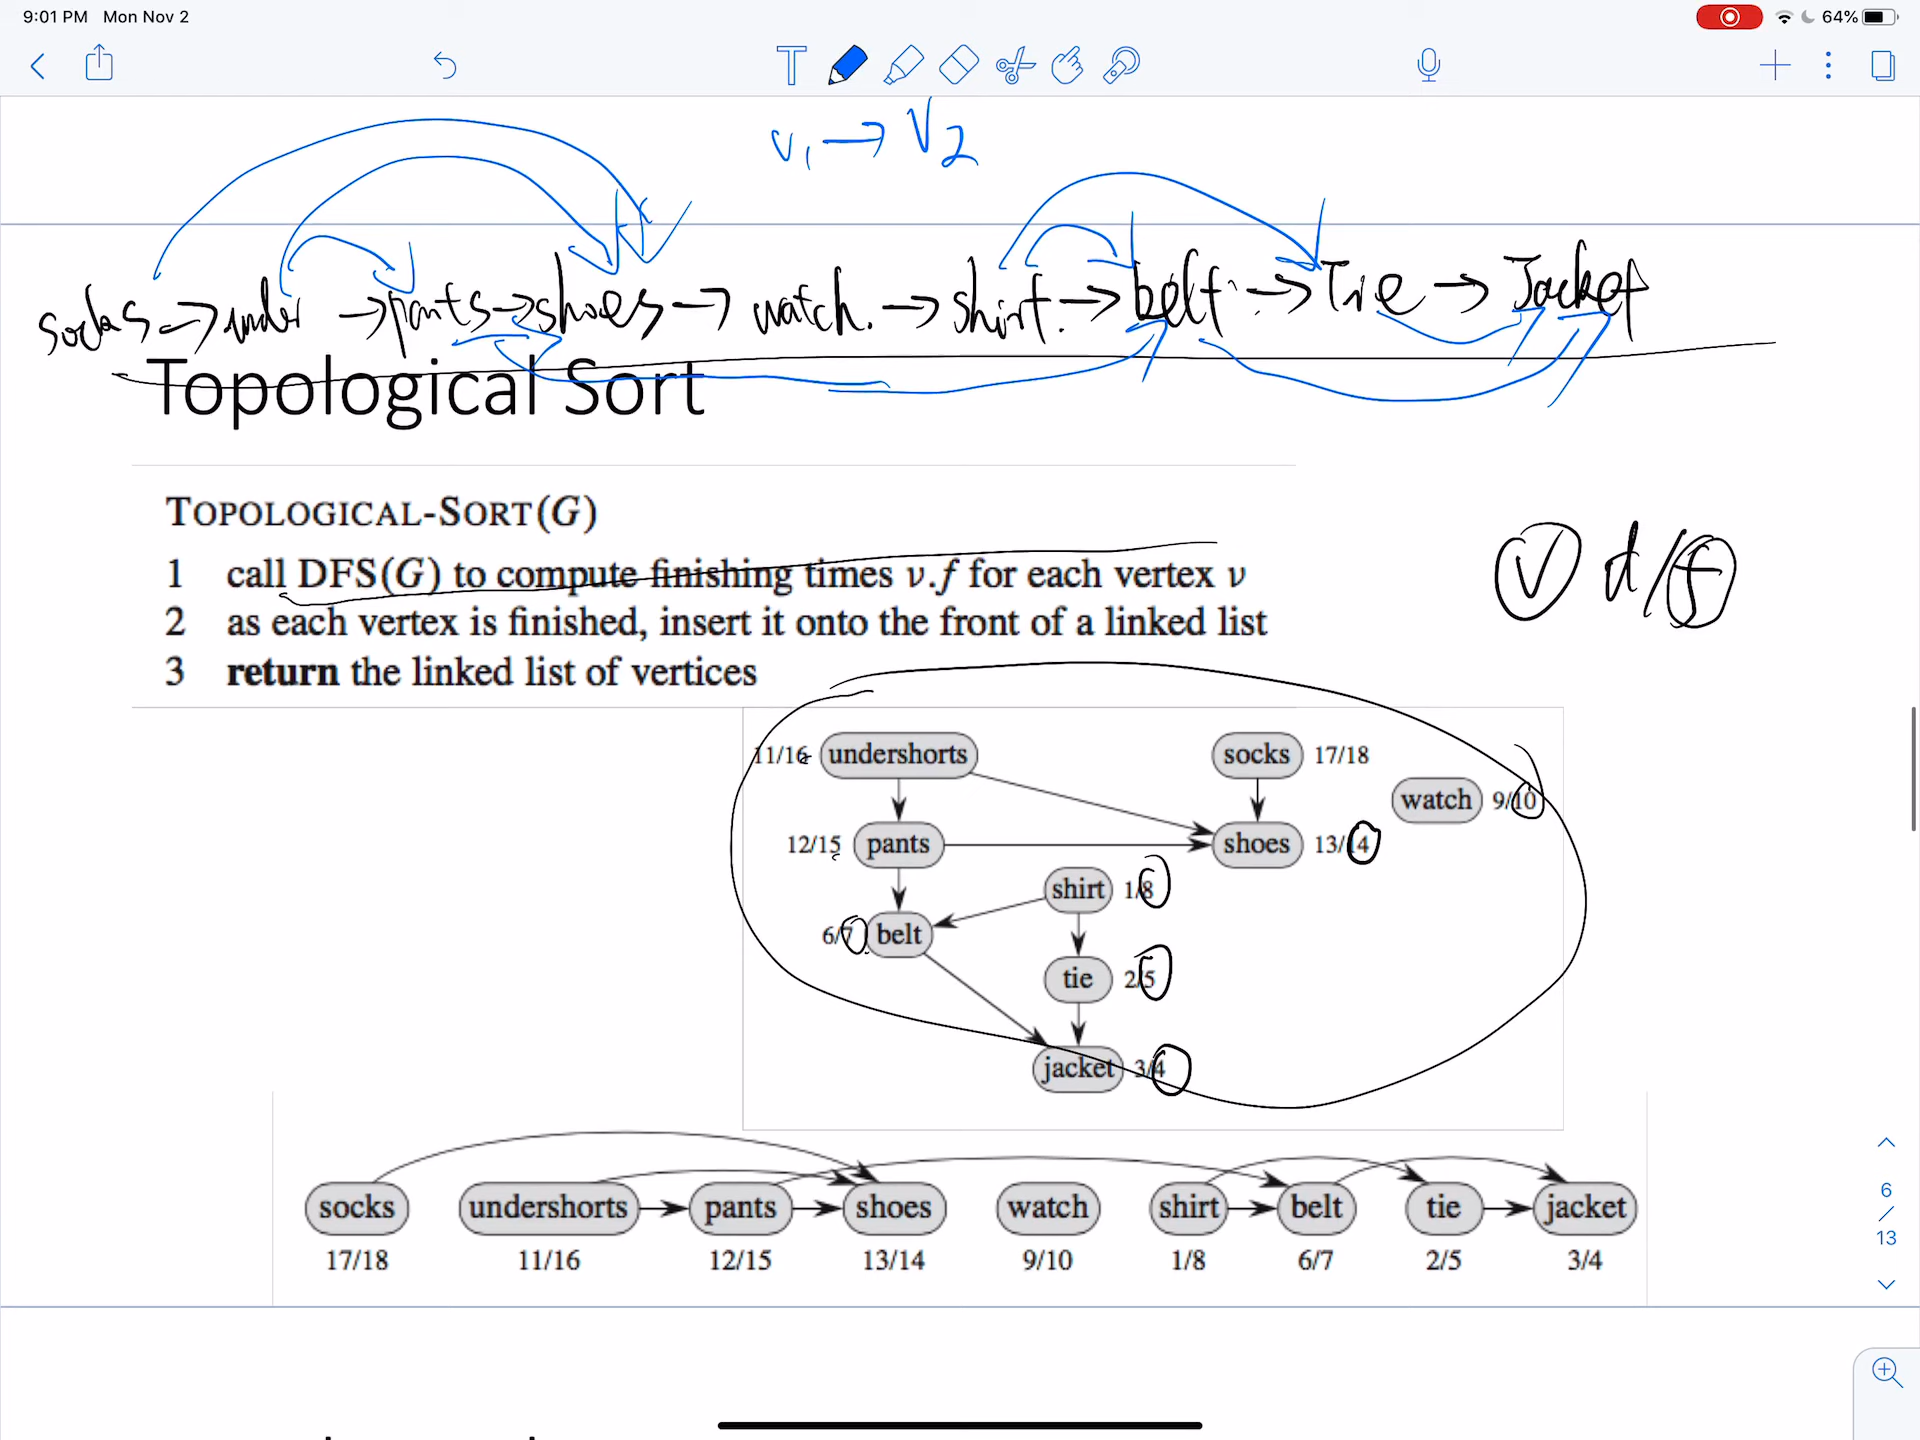 9:01 PM Mon Nov 2
64%
T
v1 → V2
socks → under → pants → shoes → watch. → shirt. → belt → Tie → Jacket
Topological Sort
TOPOLOGICAL-SORT(G)
1 call DFS(G) to compute finishing times v.f for each vertex v
2 as each vertex is finished, insert it onto the front of a linked list
3 return the linked list of vertices
V d/f
11/16 undershorts socks 17/18
watch 9/10
12/15 pants shoes 13/14
shirt 1/8
6/7 belt
tie 2/5
jacket 3/4
socks undershorts pants shoes watch shirt belt tie jacket
17/18 11/16 12/15 13/14 9/10 1/8 6/7 2/5 3/4
6
/
13